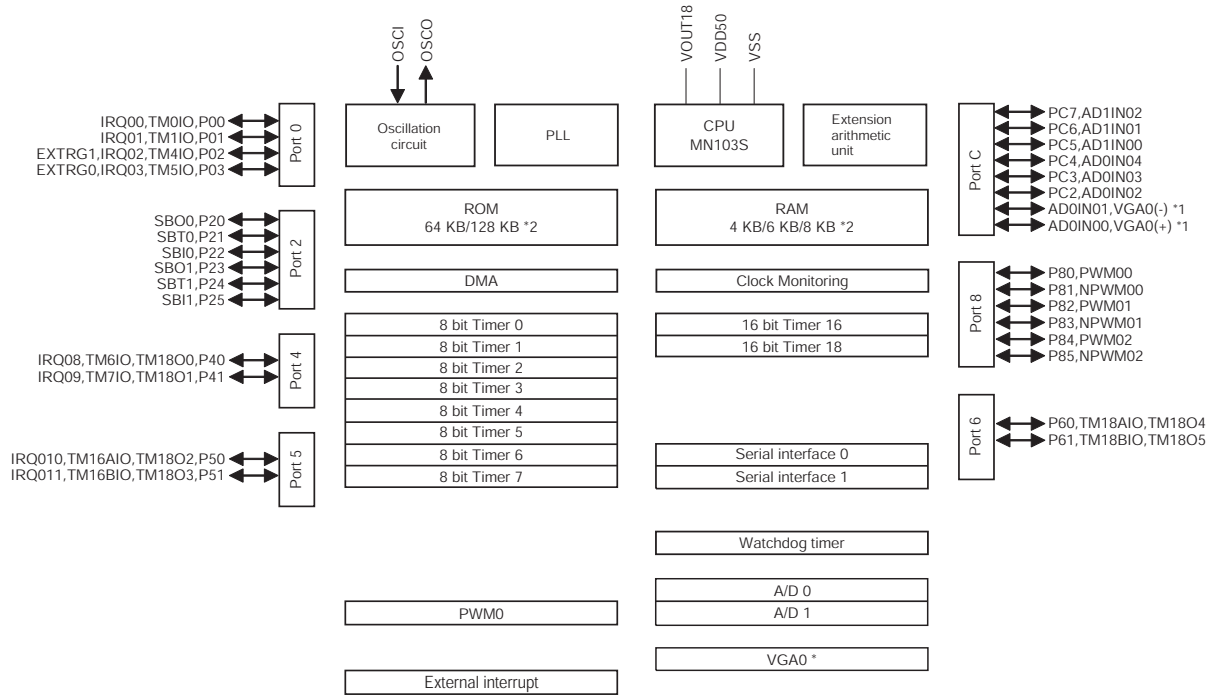 OSCI
OSCO
VOUT18
VDD50
VSS
IRQ00,TM0IO,P00
IRQ01,TM1IO,P01
EXTRG1,IRQ02,TM4IO,P02
EXTRG0,IRQ03,TM5IO,P03
Port 0
SBO0,P20
SBT0,P21
SBI0,P22
SBO1,P23
SBT1,P24
SBI1,P25
Port 2
IRQ08,TM6IO,TM18O0,P40
IRQ09,TM7IO,TM18O1,P41
Port 4
IRQ010,TM16AIO,TM18O2,P50
IRQ011,TM16BIO,TM18O3,P51
Port 5
Oscillation
circuit
PLL
ROM
64 KB/128 KB *2
DMA
8 bit Timer 0
8 bit Timer 1
8 bit Timer 2
8 bit Timer 3
8 bit Timer 4
8 bit Timer 5
8 bit Timer 6
8 bit Timer 7
PWM0
External interrupt
CPU
MN103S
Extension
arithmetic
unit
RAM
4 KB/6 KB/8 KB *2
Clock Monitoring
16 bit Timer 16
16 bit Timer 18
Serial interface 0
Serial interface 1
Watchdog timer
A/D 0
A/D 1
VGA0 *
Port C
PC7,AD1IN02
PC6,AD1IN01
PC5,AD1IN00
PC4,AD0IN04
PC3,AD0IN03
PC2,AD0IN02
AD0IN01,VGA0(-) *1
AD0IN00,VGA0(+) *1
Port 8
P80,PWM00
P81,NPWM00
P82,PWM01
P83,NPWM01
P84,PWM02
P85,NPWM02
Port 6
P60,TM18AIO,TM18O4
P61,TM18BIO,TM18O5